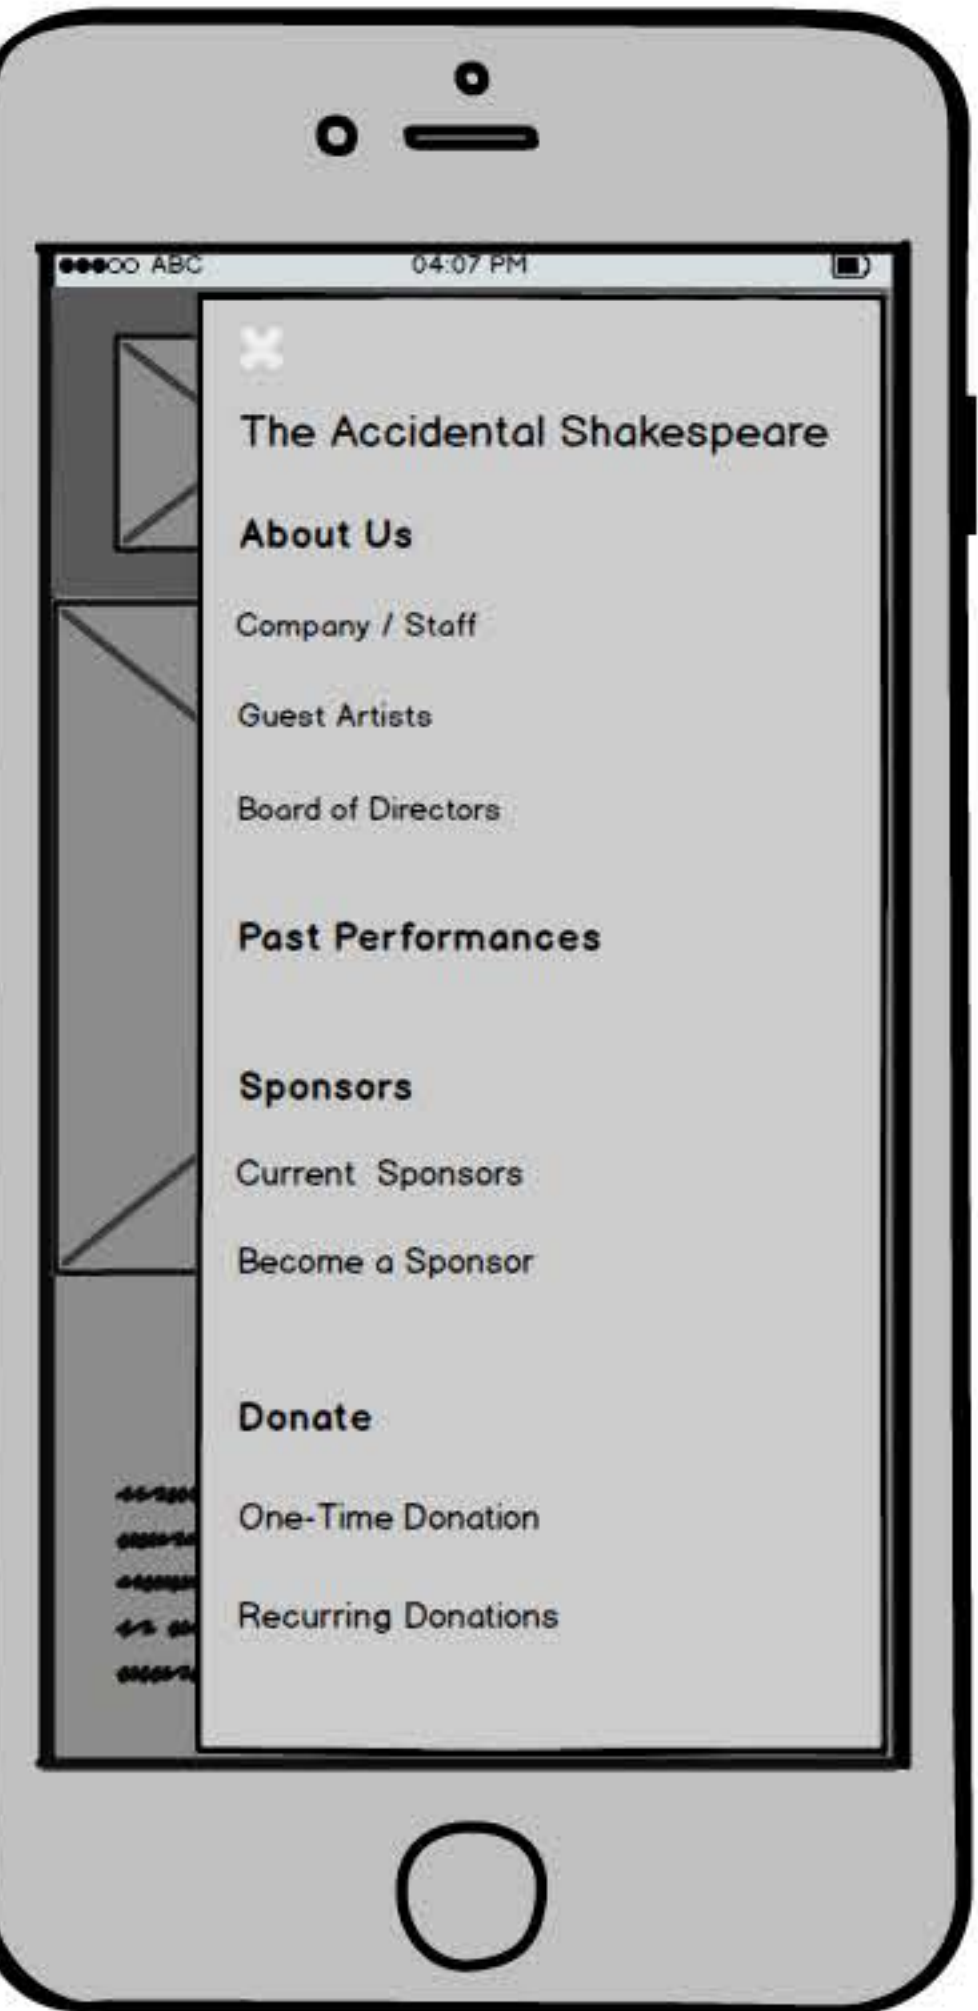 ABC 04:07 PM
The Accidental Shakespeare
About Us
Company / Staff
Guest Artists
Board of Directors
Past Performances
Sponsors
Current Sponsors
Become a Sponsor
Donate
One-Time Donation
Recurring Donations